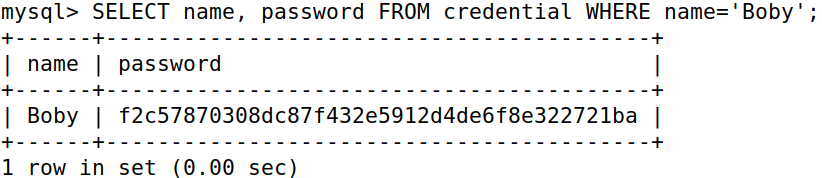 mysql> SELECT name, password FROM credential WHERE name='Boby';
+------+------------------------------------------+
| name | password                                 |
+------+------------------------------------------+
| Boby | f2c57870308dc87f432e5912d4de6f8e322721ba |
+------+------------------------------------------+
1 row in set (0.00 sec)